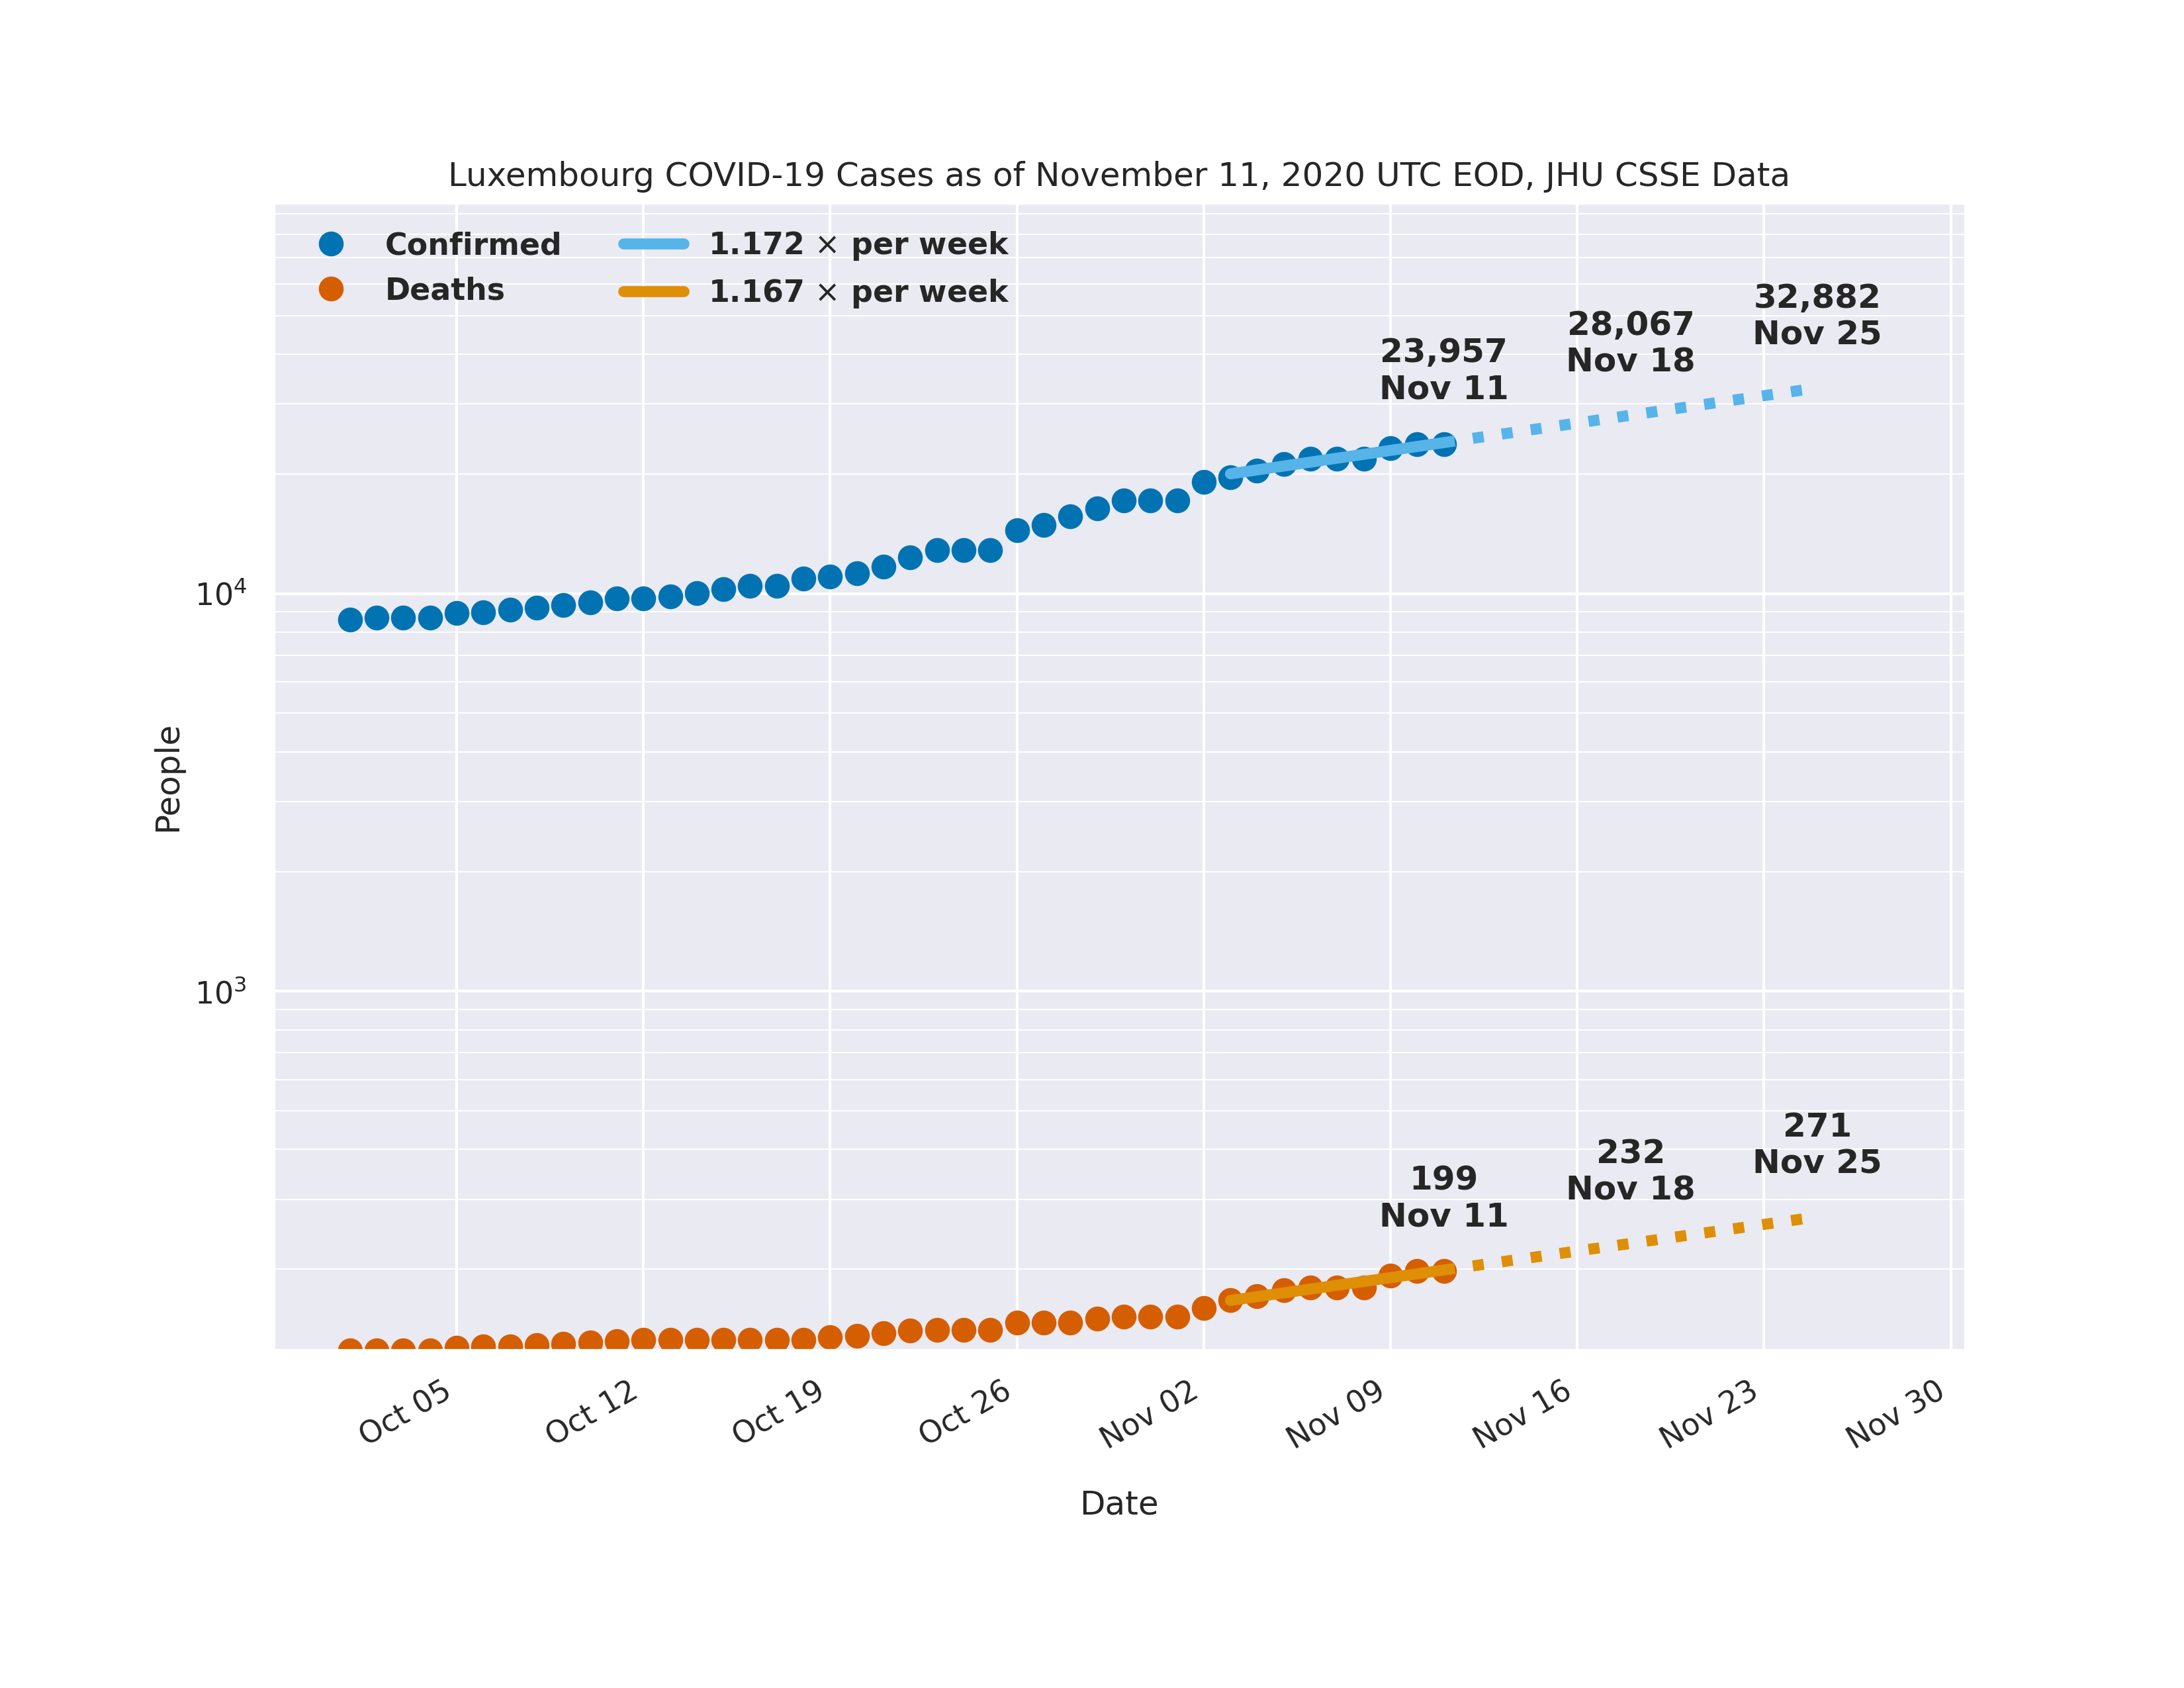 Luxembourg COVID-19 Cases as of November 11, 2020 UTC EOD, JHU CSSE Data
Confirmed
Deaths
1.172 × per week
1.167 × per week
32,882
Nov 25
28,067
Nov 18
23,957
Nov 11
10⁴
People
10³
271
Nov 25
232
Nov 18
199
Nov 11
Oct 05
Oct 12
Oct 19
Oct 26
Nov 02
Nov 09
Nov 16
Nov 23
Nov 30
Date